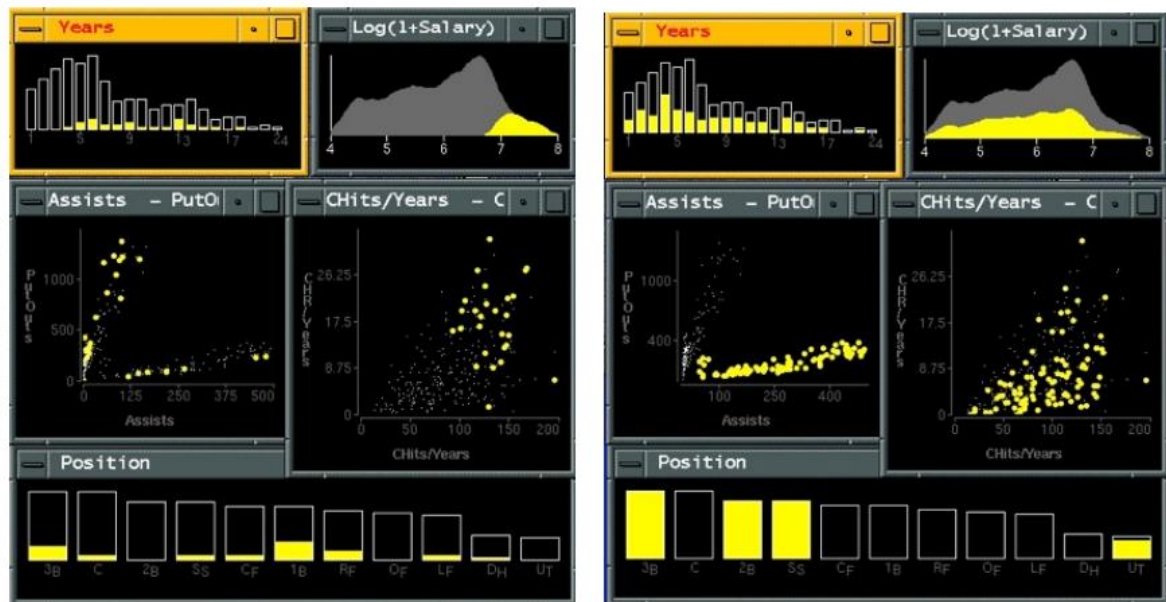 Years
1 5 9 13 17 24
Log(1+Salary)
4 5 6 7 8
Assists - PutO
PutOuts
1000
500
0
0 125 250 375 500
Assists
CHits/Years - C
CHR/Years
26.25
17.5
8.75
0
0 50 100 150 200
CHits/Years
Position
3B C 2B SS CF 1B RF OF LF DH UT
Years
1 5 9 13 17 24
Log(1+Salary)
4 5 6 7 8
Assists - PutO
PutOuts
1000
400
100 250 400
Assists
CHits/Years - C
CHR/Years
26.25
17.5
8.75
0
0 50 100 150 200
CHits/Years
Position
3B C 2B SS CF 1B RF OF LF DH UT